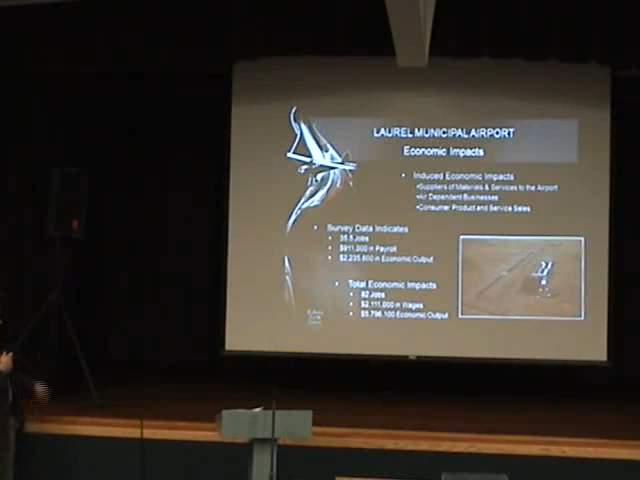 LAUREL MUNICIPAL AIRPORT
Economic Impacts
• Induced Economic Impacts
•Suppliers of Materials & Services to the Airport
•Air Dependent Businesses
•Consumer Product and Service Sales
• Survey Data Indicates
• 35.5 Jobs
• $911,000 in Payroll
• $2,235,800 in Economic Output
• Total Economic Impacts
• 82 Jobs
• $2,111,000 in Wages
• $5,796,100 Economic Output